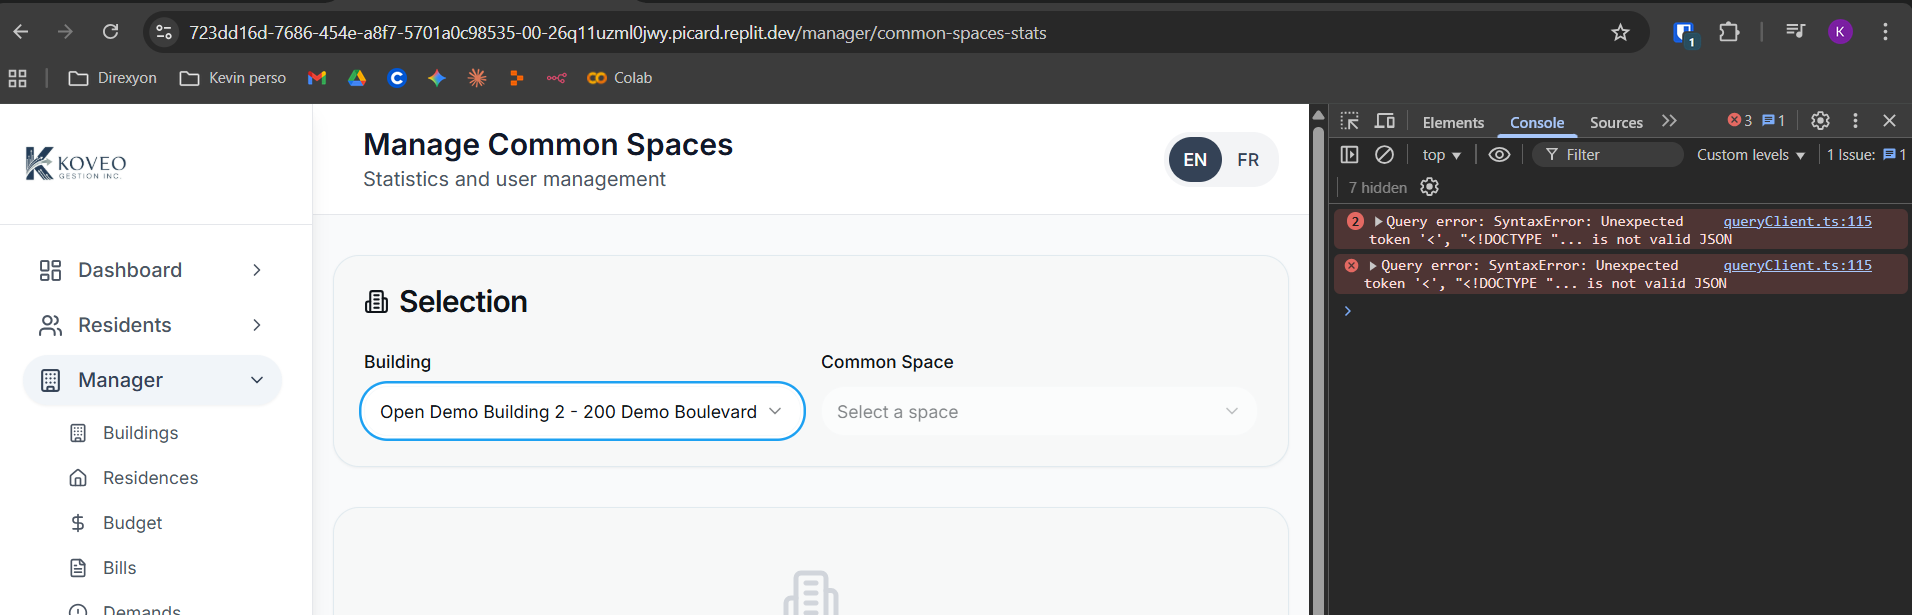 723dd16d-7686-454e-a8f7-5701a0c98535-00-26q11uzml0jwy.picard.replit.dev/manager/common-spaces-stats
1
K
Direxyon
Kevin perso
C
Colab
KOVEO
GESTION INC.
Dashboard
Residents
Manager
Buildings
Residences
Budget
Bills
Demands
Manage Common Spaces
Statistics and user management
EN
FR
Selection
Building
Common Space
Open Demo Building 2 - 200 Demo Boulevard
Select a space
Elements
Console
Sources
3
1
top
Filter
Custom levels
1 Issue:
1
7 hidden
2
Query error: SyntaxError: Unexpected queryClient.ts:115
token '<', "<!DOCTYPE "... is not valid JSON
Query error: SyntaxError: Unexpected queryClient.ts:115
token '<', "<!DOCTYPE "... is not valid JSON